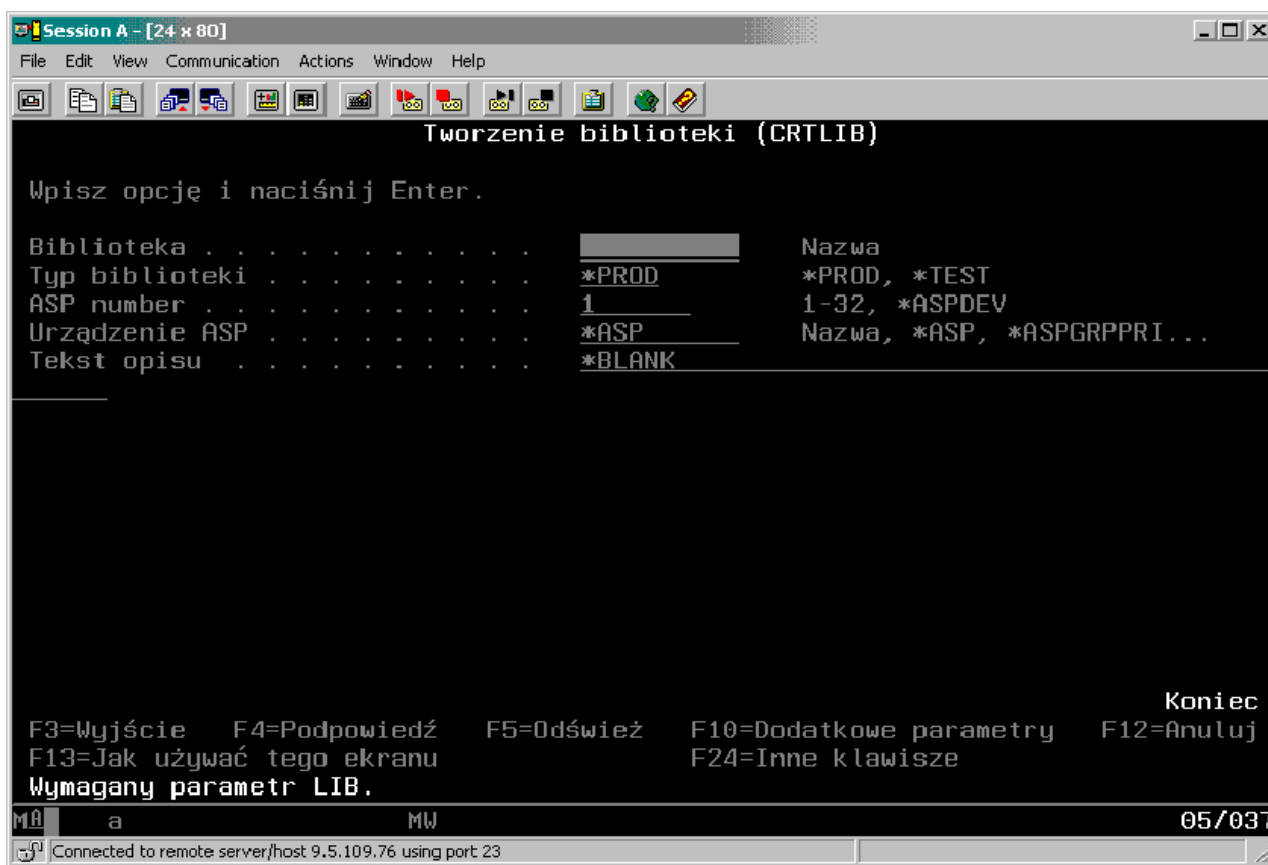 Session A - [24 x 80]
File Edit View Communication Actions Window Help
Tworzenie biblioteki (CRTLIB)
Wpisz opcję i naciśnij Enter.
Biblioteka . . . . . . . . . . . Nazwa
Typ biblioteki . . . . . . . . . *PROD *PROD, *TEST
ASP number . . . . . . . . . . . 1 1-32, *ASPDEV
Urządzenie ASP . . . . . . . . . *ASP Nazwa, *ASP, *ASPGRPPRI...
Tekst opisu . . . . . . . . . . *BLANK
Koniec
F3=Wyjście F4=Podpowiedź F5=Odśwież F10=Dodatkowe parametry F12=Anuluj
F13=Jak używać tego ekranu F24=Inne klawisze
Wymagany parametr LIB.
MA a MW 05/037
Connected to remote server/host 9.5.109.76 using port 23